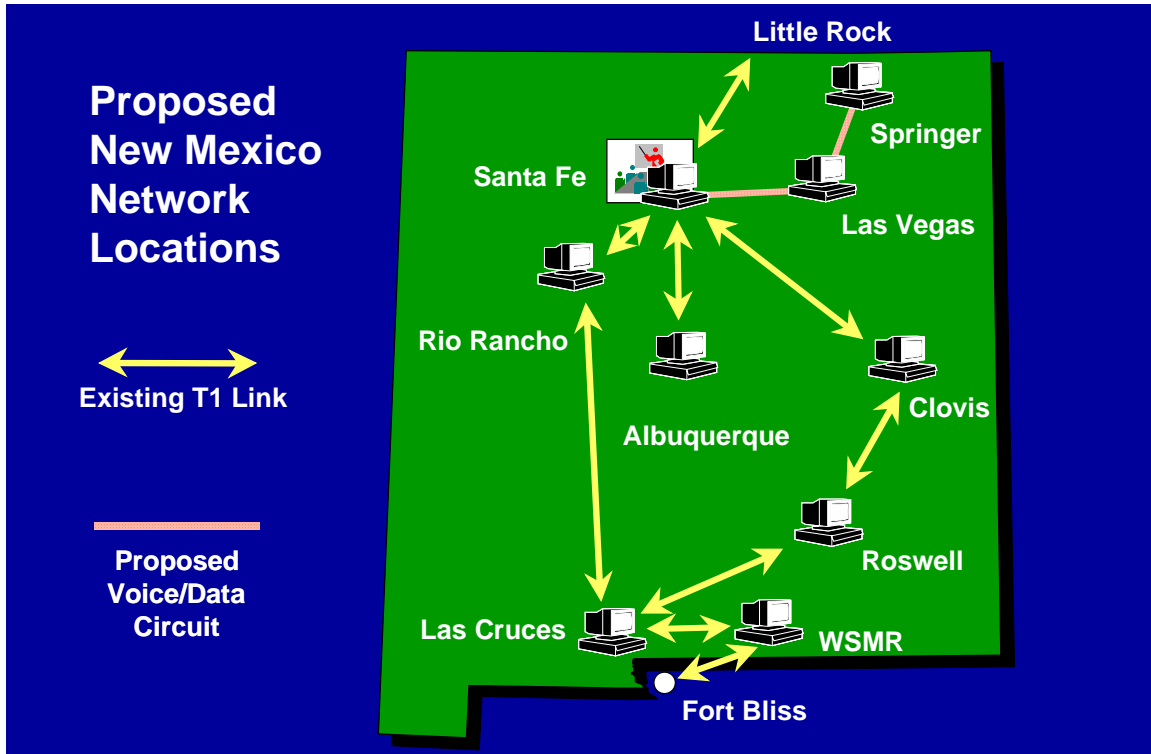 Proposed
New Mexico
Network
Locations
Existing T1 Link
Proposed
Voice/Data
Circuit
Little Rock
Springer
Santa Fe
Las Vegas
Rio Rancho
Clovis
Albuquerque
Roswell
Las Cruces
WSMR
Fort Bliss